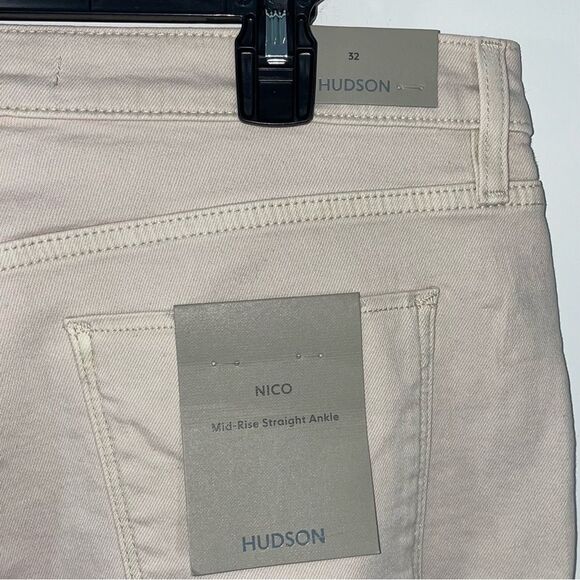 32
HUDSON
NICO
Mid-Rise Straight Ankle
HUDSON